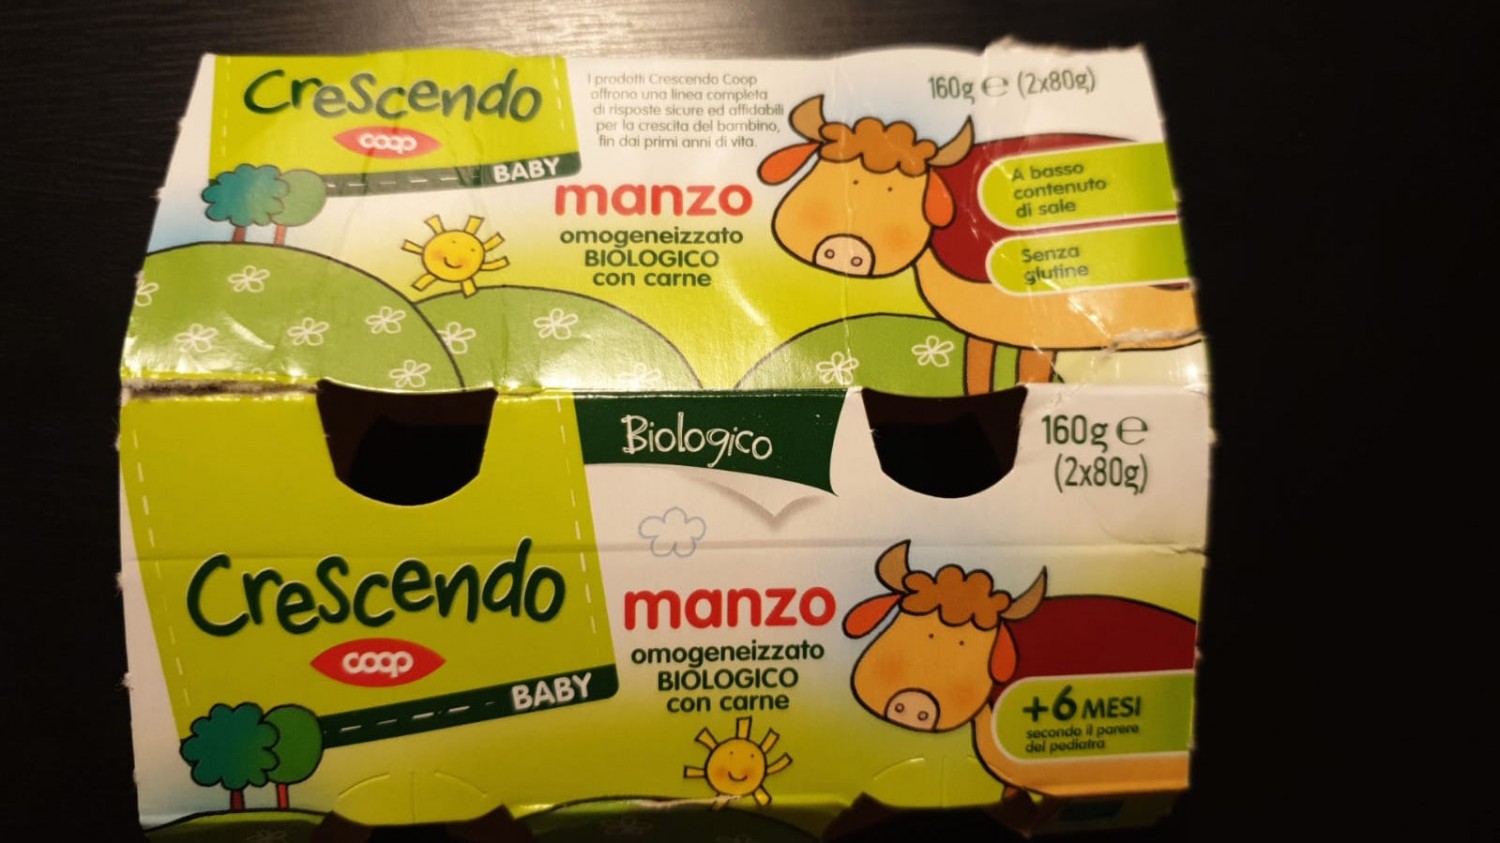 Crescendo
coop
BABY
I prodotti Crescendo Coop
offrono una linea completa
di risposte sicure ed affidabili
per la crescita del bambino,
fin dai primi anni di vita.
160g e (2x80g)
manzo
omogeneizzato
BIOLOGICO
con carne
A basso
contenuto
di sale
Senza
glutine
Biologico
160g e
(2x80g)
Crescendo
coop
BABY
manzo
omogeneizzato
BIOLOGICO
con carne
+6 MESI
secondo il parere
del pediatra